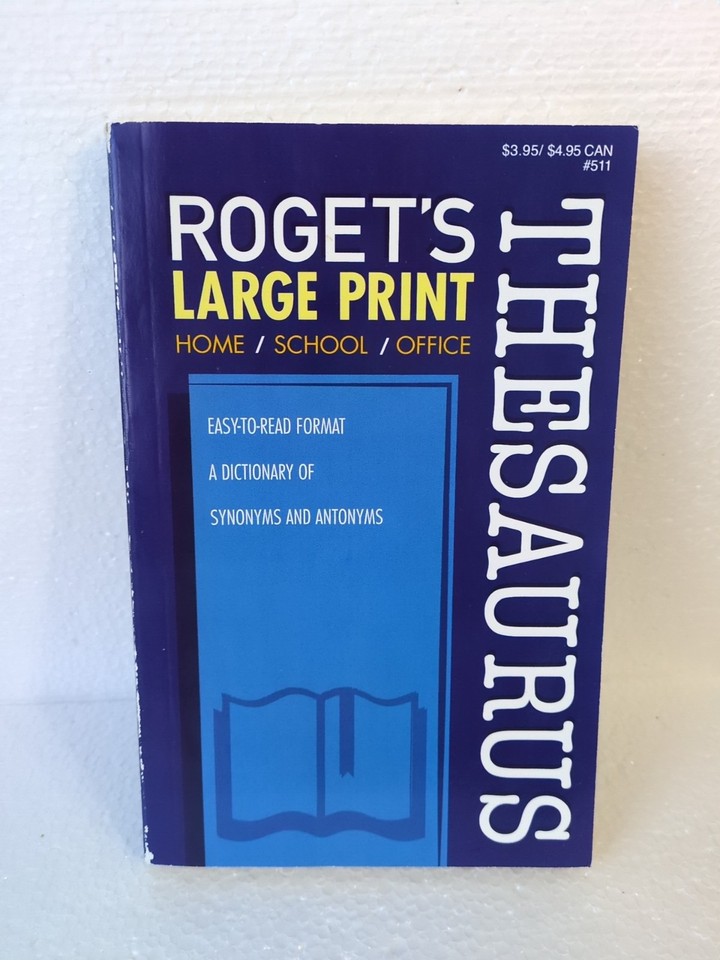 $3.95/ $4.95 CAN
#511
ROGET'S
LARGE PRINT
HOME / SCHOOL / OFFICE
THESAURUS
EASY-TO-READ FORMAT
A DICTIONARY OF
SYNONYMS AND ANTONYMS